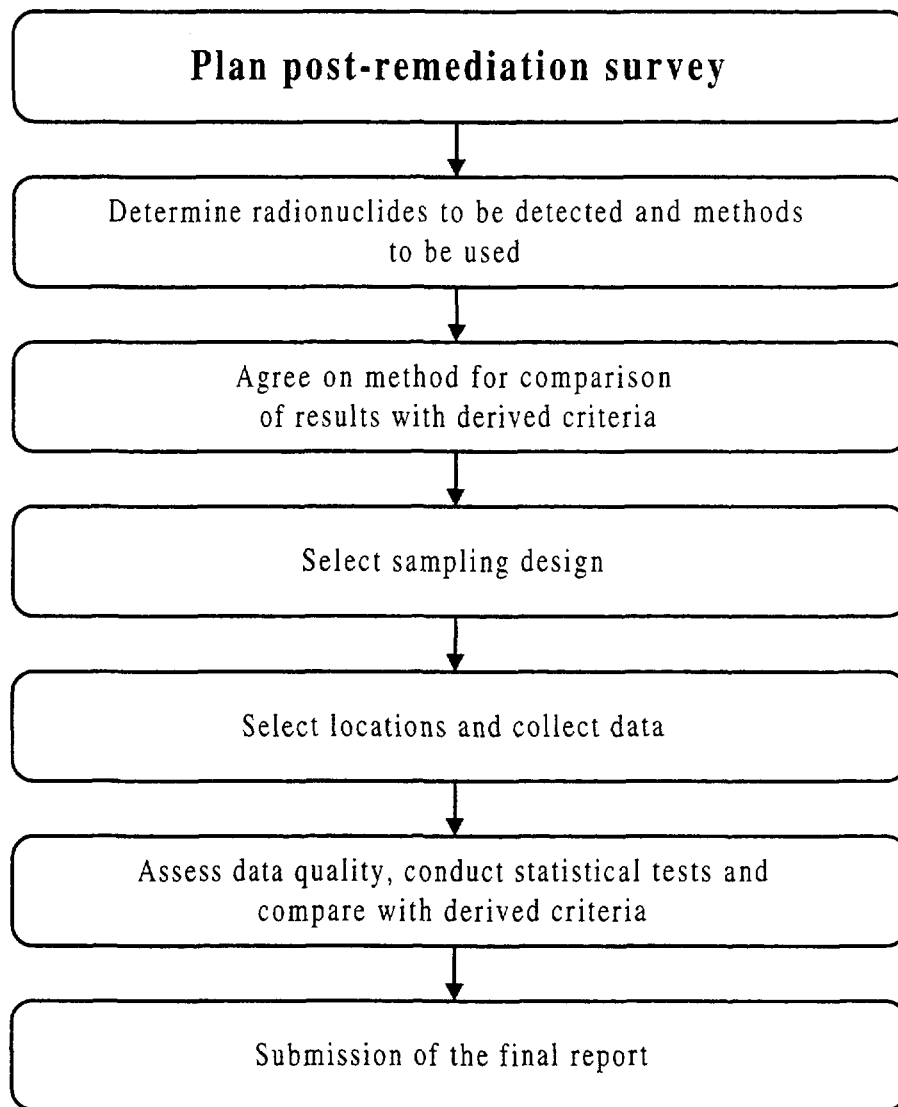 Plan post-remediation survey
Determine radionuclides to be detected and methods
to be used
Agree on method for comparison
of results with derived criteria
Select sampling design
Select locations and collect data
Assess data quality, conduct statistical tests and
compare with derived criteria
Submission of the final report